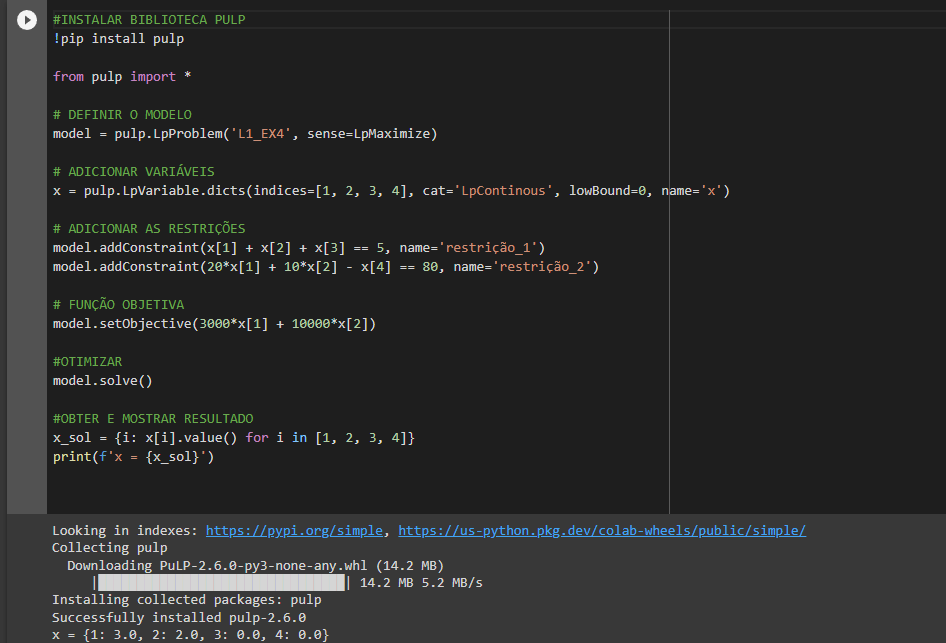 #INSTALAR BIBLIOTECA PULP
!pip install pulp
from pulp import *
# DEFINIR O MODELO
model = pulp.LpProblem('L1_EX4', sense=LpMaximize)
# ADICIONAR VARIÁVEIS
x = pulp.LpVariable.dicts(indices=[1, 2, 3, 4], cat='LpContinous', lowBound=0, name='x')
# ADICIONAR AS RESTRIÇÕES
model.addConstraint(x[1] + x[2] + x[3] == 5, name='restrição_1')
model.addConstraint(20*x[1] + 10*x[2] - x[4] == 80, name='restrição_2')
# FUNÇÃO OBJETIVA
model.setObjective(3000*x[1] + 10000*x[2])
#OTIMIZAR
model.solve()
#OBTER E MOSTRAR RESULTADO
x_sol = {i: x[i].value() for i in [1, 2, 3, 4]}
print(f'x = {x_sol}')
Looking in indexes: https://pypi.org/simple, https://us-python.pkg.dev/colab-wheels/public/simple/
Collecting pulp
Downloading PuLP-2.6.0-py3-none-any.whl (14.2 MB)
|████████████████████████████████| 14.2 MB 5.2 MB/s
Installing collected packages: pulp
Successfully installed pulp-2.6.0
x = {1: 3.0, 2: 2.0, 3: 0.0, 4: 0.0}